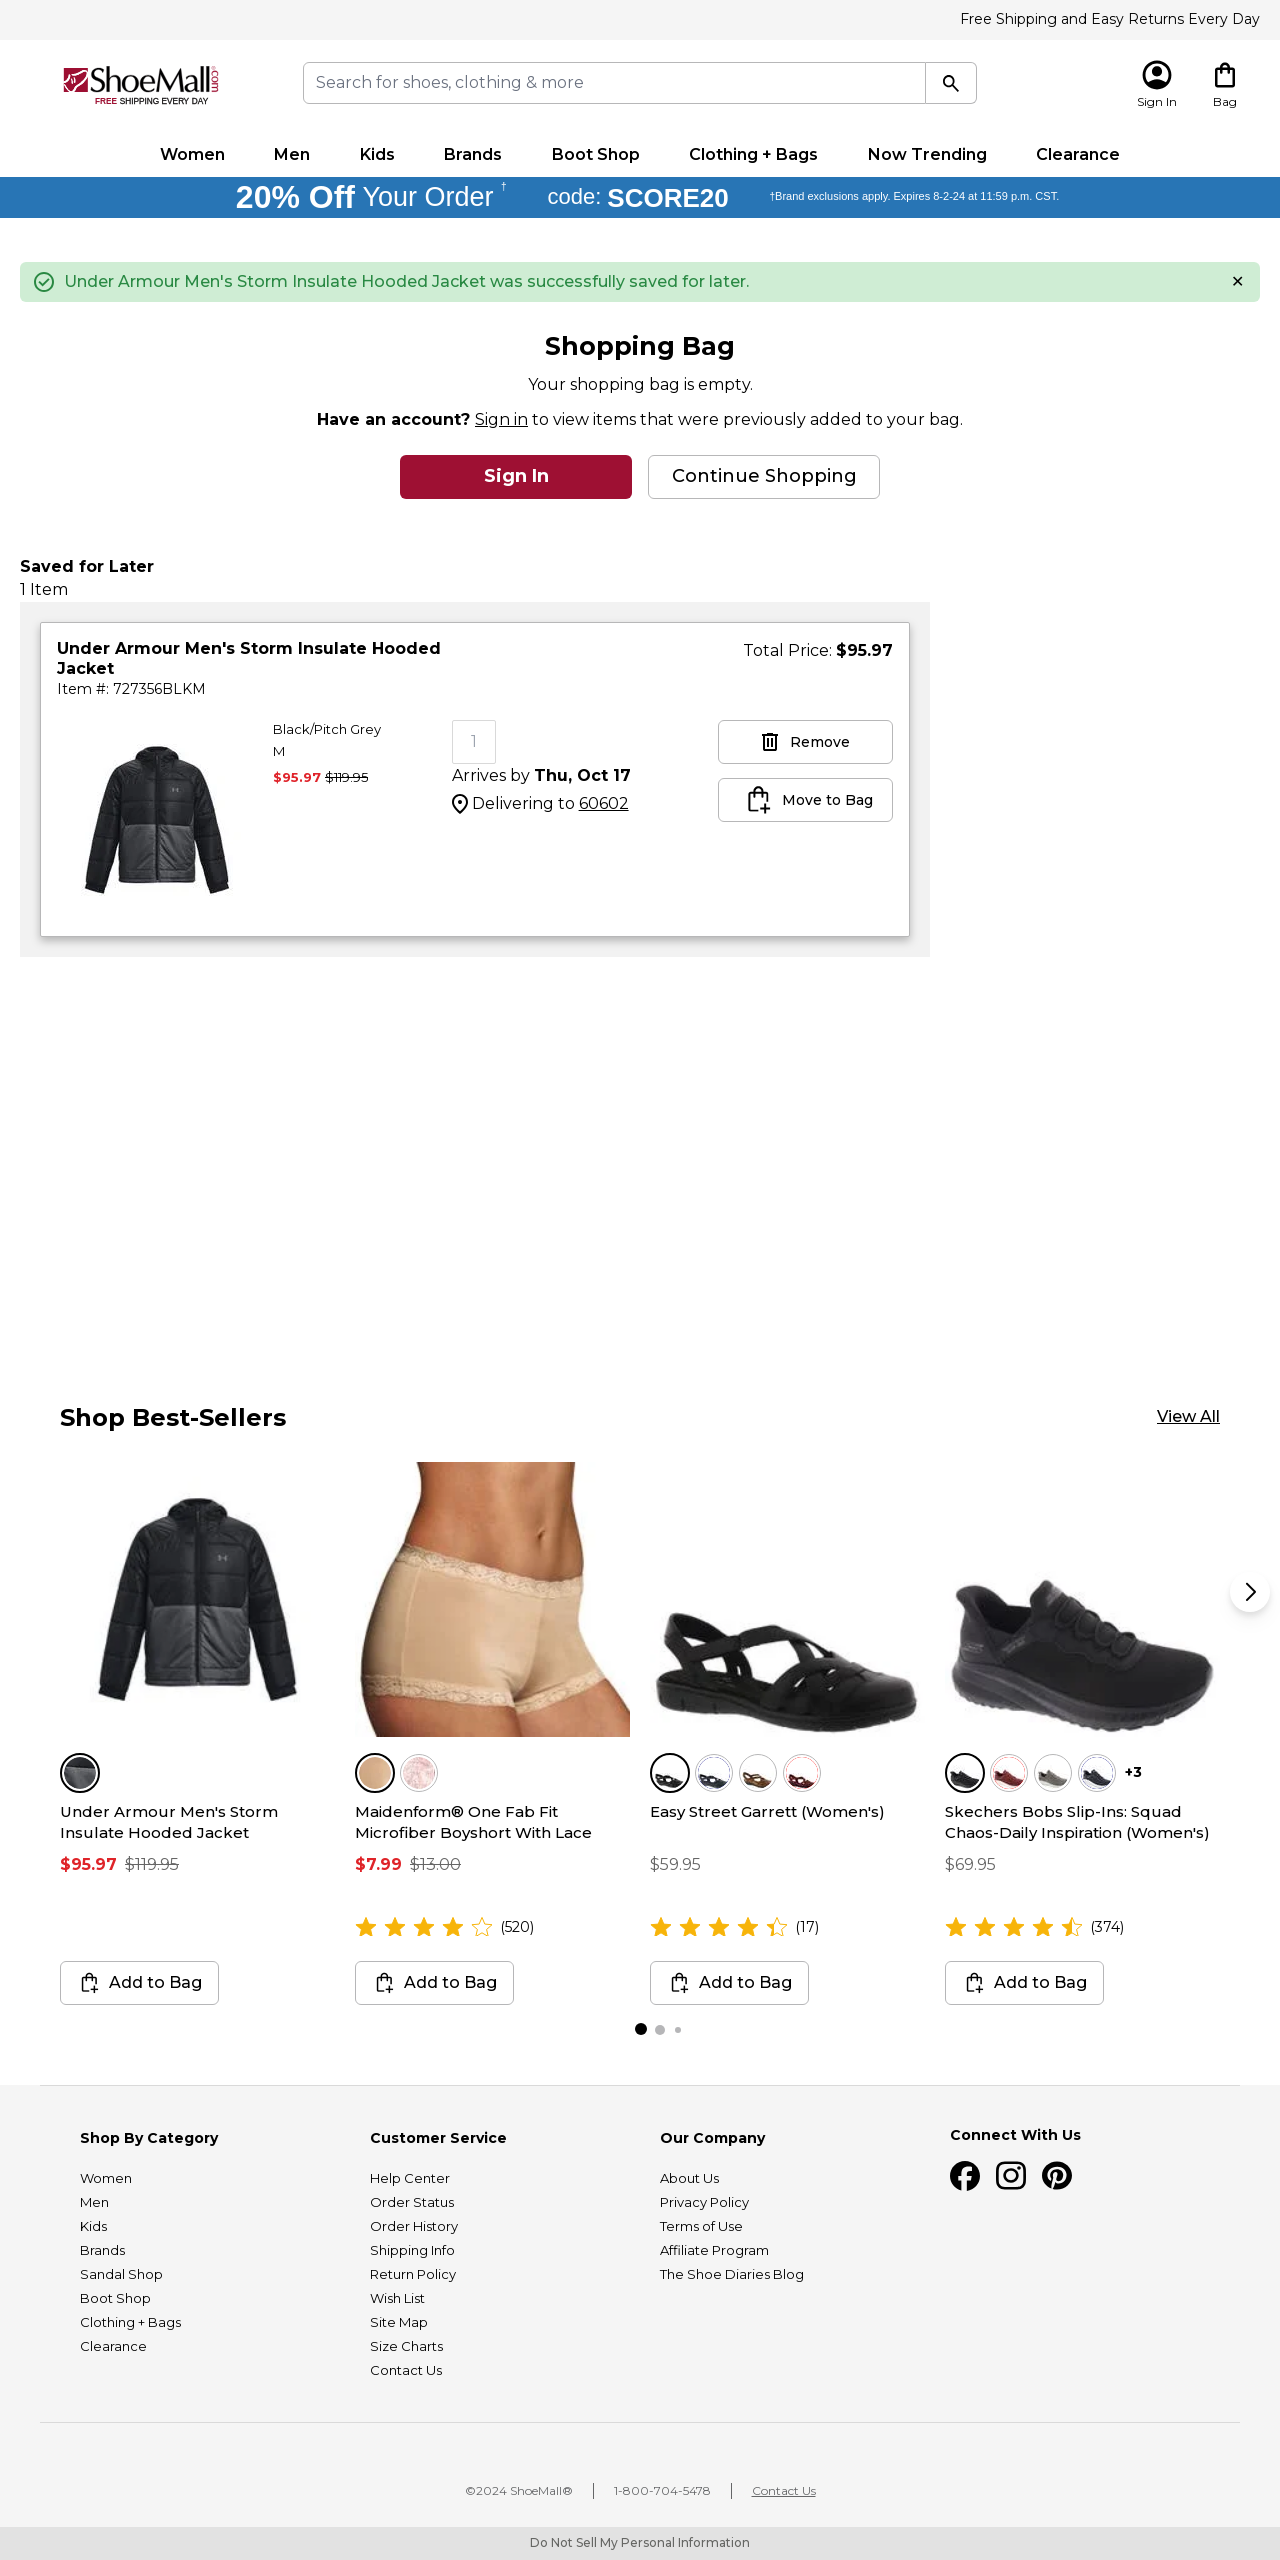 Free Shipping and Easy Returns Every Day
ShoeMall.com
FREE SHIPPING EVERY DAY
Search for shoes, clothing & more
Sign In
Bag
Women Men Kids Brands Boot Shop Clothing + Bags Now Trending Clearance
20% Off Your Order † code: SCORE20 †Brand exclusions apply. Expires 8-2-24 at 11:59 p.m. CST.
Under Armour Men's Storm Insulate Hooded Jacket was successfully saved for later.
Shopping Bag
Your shopping bag is empty.
Have an account? Sign in to view items that were previously added to your bag.
Sign In
Continue Shopping
Saved for Later
1 Item
Under Armour Men's Storm Insulate Hooded
Jacket
Item #: 727356BLKM
Total Price: $95.97
Black/Pitch Grey
M
$95.97 $119.95
1
Arrives by Thu, Oct 17
Delivering to 60602
Remove
Move to Bag
Shop Best-Sellers
View All
Under Armour Men's Storm
Insulate Hooded Jacket
$95.97 $119.95
Add to Bag
Maidenform® One Fab Fit
Microfiber Boyshort With Lace
$7.99 $13.00
(520)
Add to Bag
Easy Street Garrett (Women's)
$59.95
(17)
Add to Bag
+3
Skechers Bobs Slip-Ins: Squad
Chaos-Daily Inspiration (Women's)
$69.95
(374)
Add to Bag
Shop By Category
Women
Men
Kids
Brands
Sandal Shop
Boot Shop
Clothing + Bags
Clearance
Customer Service
Help Center
Order Status
Order History
Shipping Info
Return Policy
Wish List
Site Map
Size Charts
Contact Us
Our Company
About Us
Privacy Policy
Terms of Use
Affiliate Program
The Shoe Diaries Blog
Connect With Us
©2024 ShoeMall® | 1-800-704-5478 | Contact Us
Do Not Sell My Personal Information